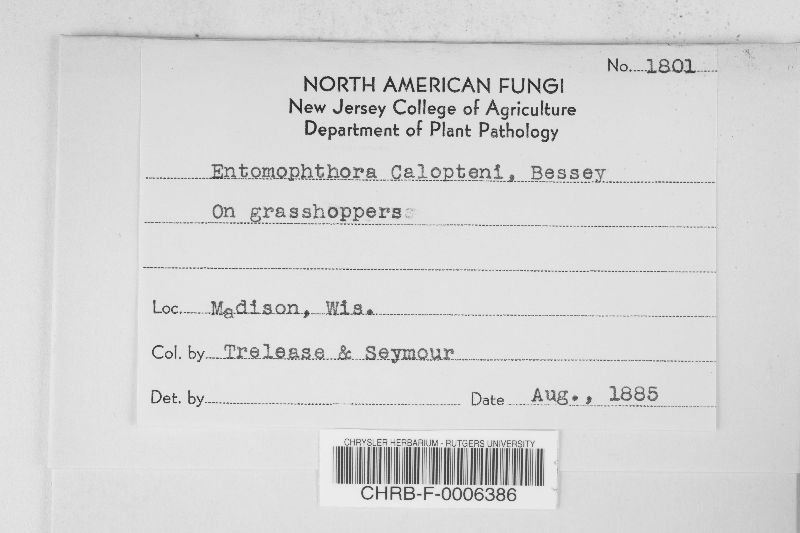 No. 1801
NORTH AMERICAN FUNGI
New Jersey College of Agriculture
Department of Plant Pathology
Entomophthora Calopteni, Bessey
On grasshoppers
Loc. Madison, Wis.
Col. by Trelease & Seymour
Det. by
Date Aug., 1885
CHRYSLER HERBARIUM - RUTGERS UNIVERSITY
CHRB-F-0006386